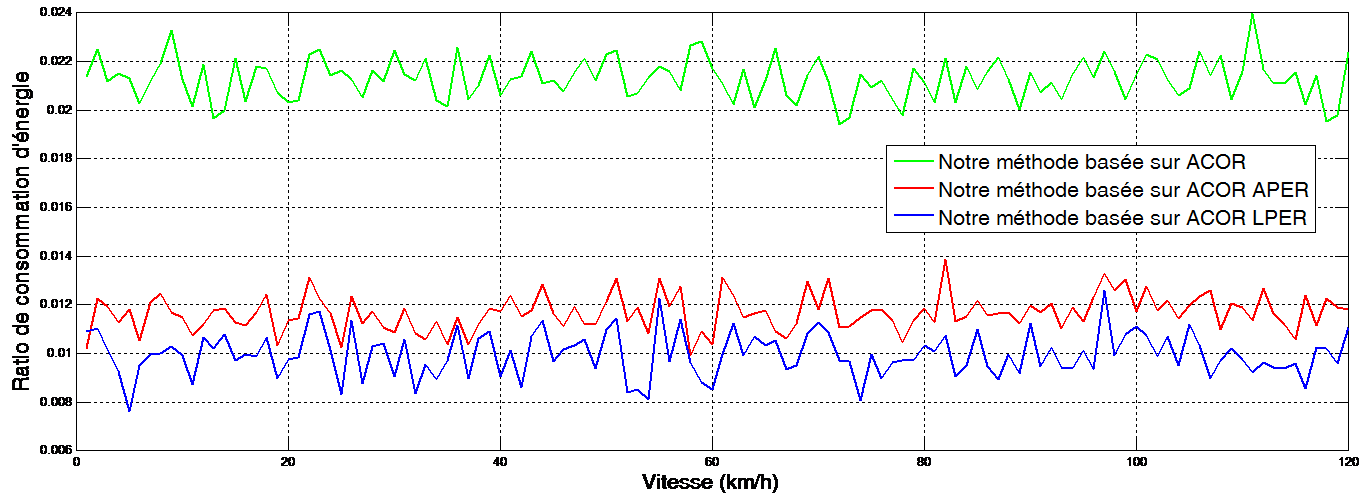 0.024
0.022
0.02
0.018
0.016
0.014
0.012
0.01
0.008
0.006
Ratio de consommation d'énergie
Notre méthode basée sur ACOR
Notre méthode basée sur ACOR APER
Notre méthode basée sur ACOR LPER
0 20 40 60 80 100 120
Vitesse (km/h)